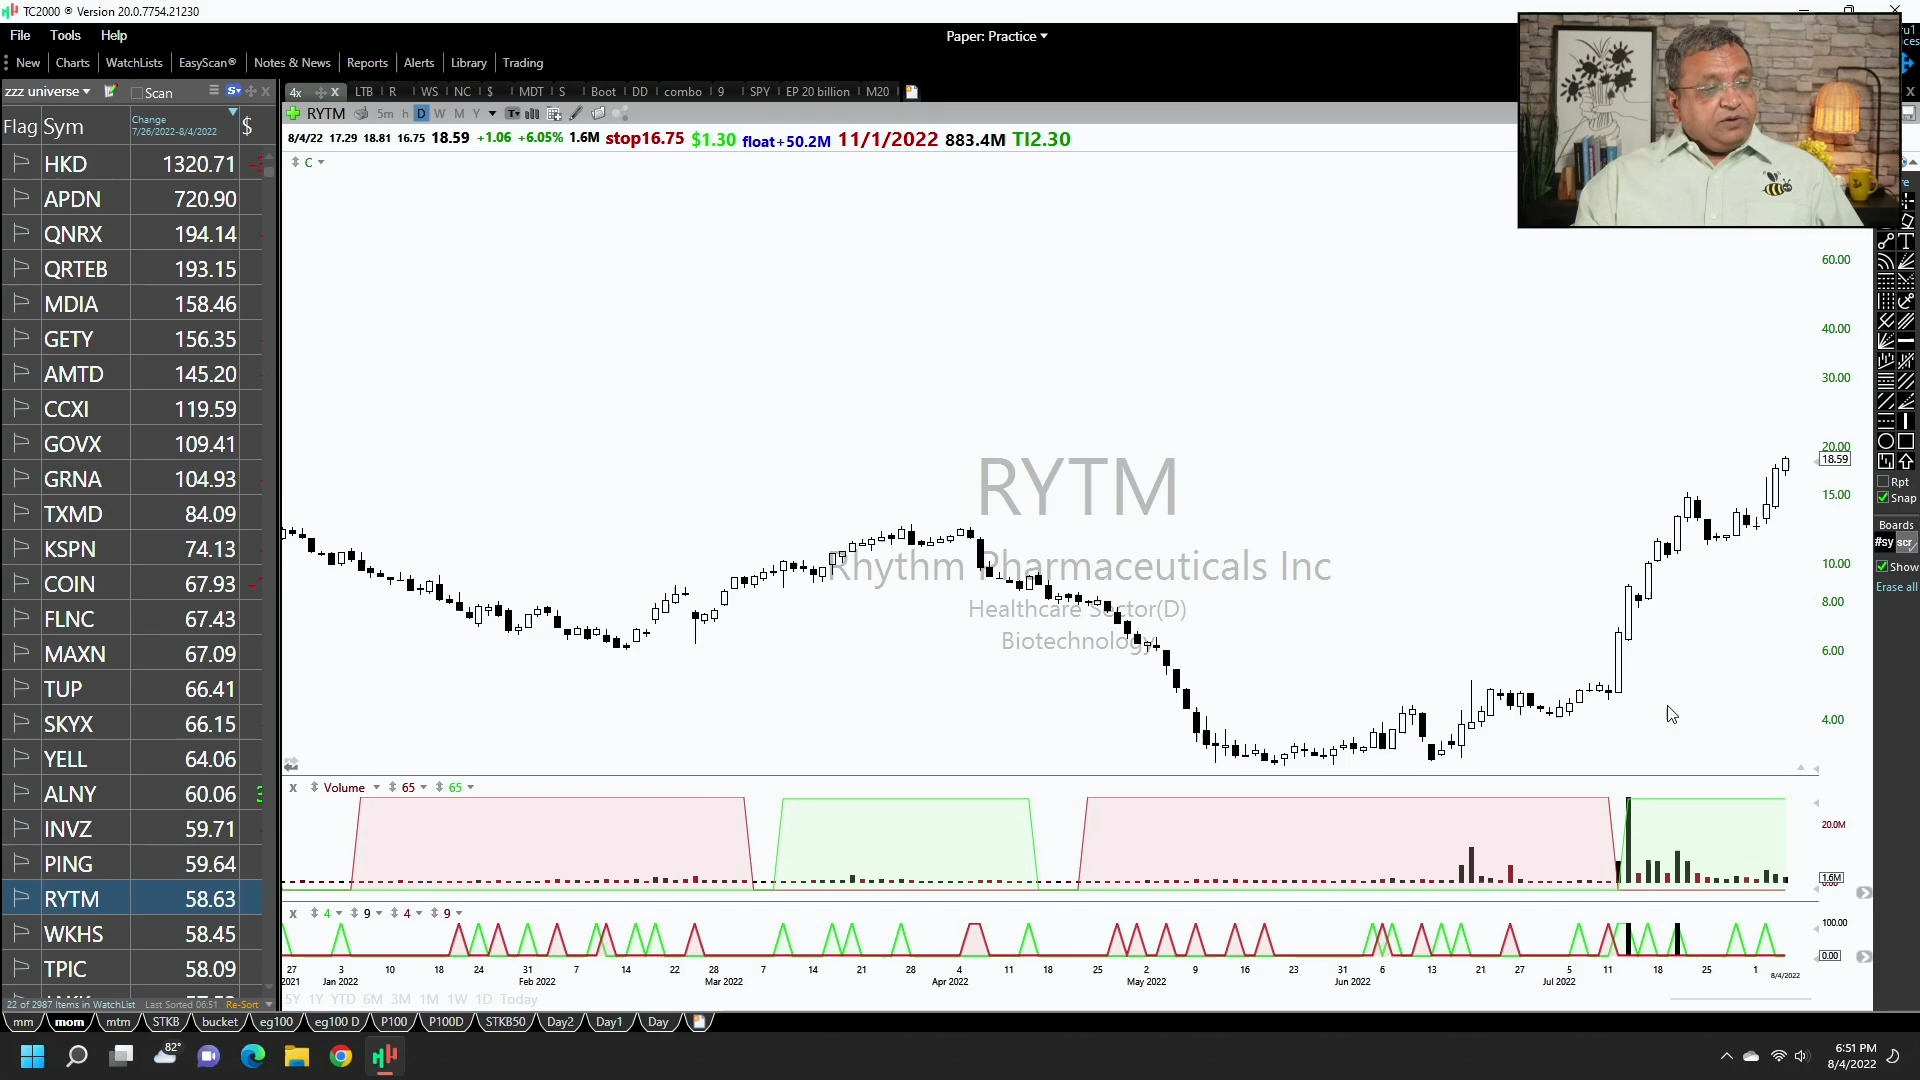 TC2000 ® Version 20.0.7754.21230
File Tools Help
Paper: Practice
New Charts WatchLists EasyScan® Notes & News Reports Alerts Library Trading
zzz universe Scan
4x LTB R WS NC $ MDT S Boot DD combo 9 SPY EP 20 billion M20
RYTM 5m h D W M Y
Flag Sym Change 7/26/2022-8/4/2022 $
8/4/22 17.29 18.81 16.75 18.59 +1.06 +6.05% 1.6M stop16.75 $1.30 float+50.2M 11/1/2022 883.4M TI2.30
C
HKD 1320.71
APDN 720.90
QNRX 194.14
QRTEB 193.15
MDIA 158.46
GETY 156.35
AMTD 145.20
CCXI 119.59
GOVX 109.41
GRNA 104.93
TXMD 84.09
KSPN 74.13
COIN 67.93
FLNC 67.43
MAXN 67.09
TUP 66.41
SKYX 66.15
YELL 64.06
ALNY 60.06
INVZ 59.71
PING 59.64
RYTM 58.63
WKHS 58.45
TPIC 58.09
22 of 2987 Items in WatchList Last Sorted 06:51 Re-Sort
RYTM
Rhythm Pharmaceuticals Inc
Healthcare Sector(D)
Biotechnology
60.00
40.00
30.00
20.00
18.59
15.00
10.00
8.00
6.00
4.00
Rpt
Snap
Boards
#sy scr
Show
Erase all
Volume 65 65
20.0M
1.6M
4 9 4 9
100.00
0.00
27 3 10 18 24 31 7 14 22 28 7 14 21 28 4 11 18 25 2 9 16 23 31 6 13 21 27 5 11 18 25 1 8/4/2022
2021 Jan 2022 Feb 2022 Mar 2022 Apr 2022 May 2022 Jun 2022 Jul 2022
5Y 1Y YTD 6M 3M 1M 1W 1D Today
mm mom mtm STKB bucket eg100 eg100 D P100 P100D STKB50 Day2 Day1 Day
82°
6:51 PM
8/4/2022